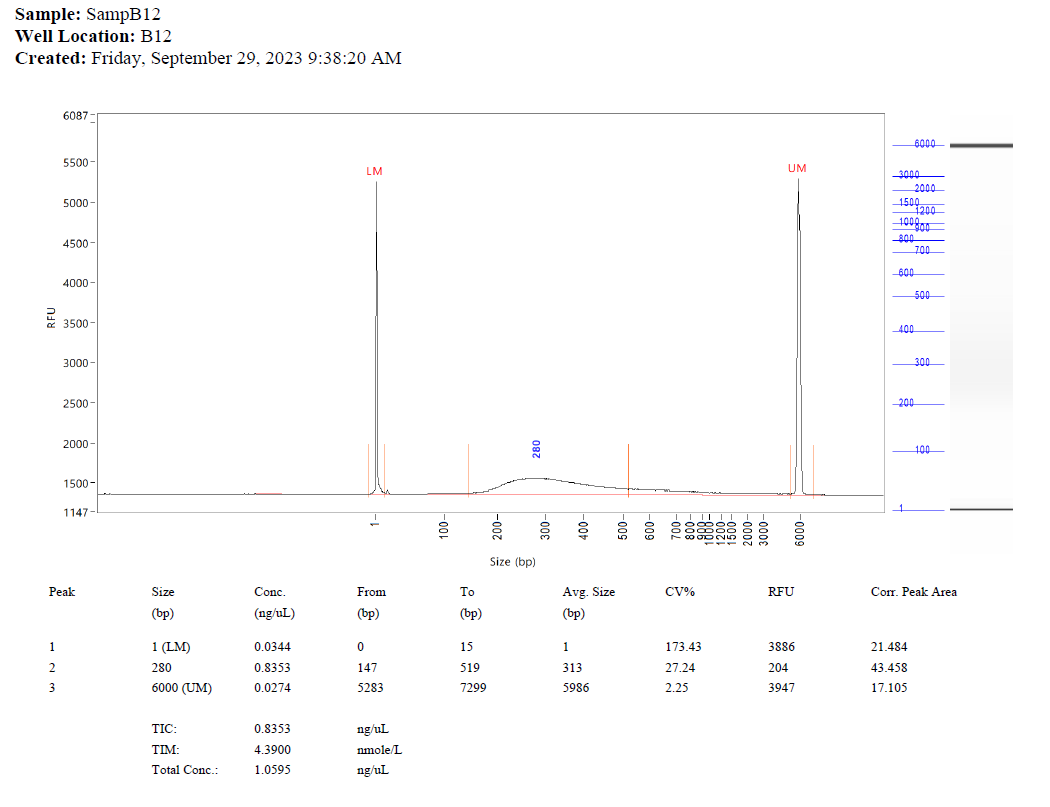 Sample: SampB12
Well Location: B12
Created: Friday, September 29, 2023 9:38:20 AM
6087
5500
5000
4500
4000
3500
3000
2500
2000
1500
1147
RFU
LM
280
UM
1
100
200
300
400
500
600
700
800
900
1000
1200
1500
2000
3000
6000
Size (bp)
6000
3000
2000
1500
1200
1000
900
800
700
600
500
400
300
200
100
1
Peak Size Conc. From To Avg. Size CV% RFU Corr. Peak Area
(bp) (ng/uL) (bp) (bp) (bp)
1 1 (LM) 0.0344 0 15 1 173.43 3886 21.484
2 280 0.8353 147 519 313 27.24 204 43.458
3 6000 (UM) 0.0274 5283 7299 5986 2.25 3947 17.105
TIC: 0.8353 ng/uL
TIM: 4.3900 nmole/L
Total Conc.: 1.0595 ng/uL